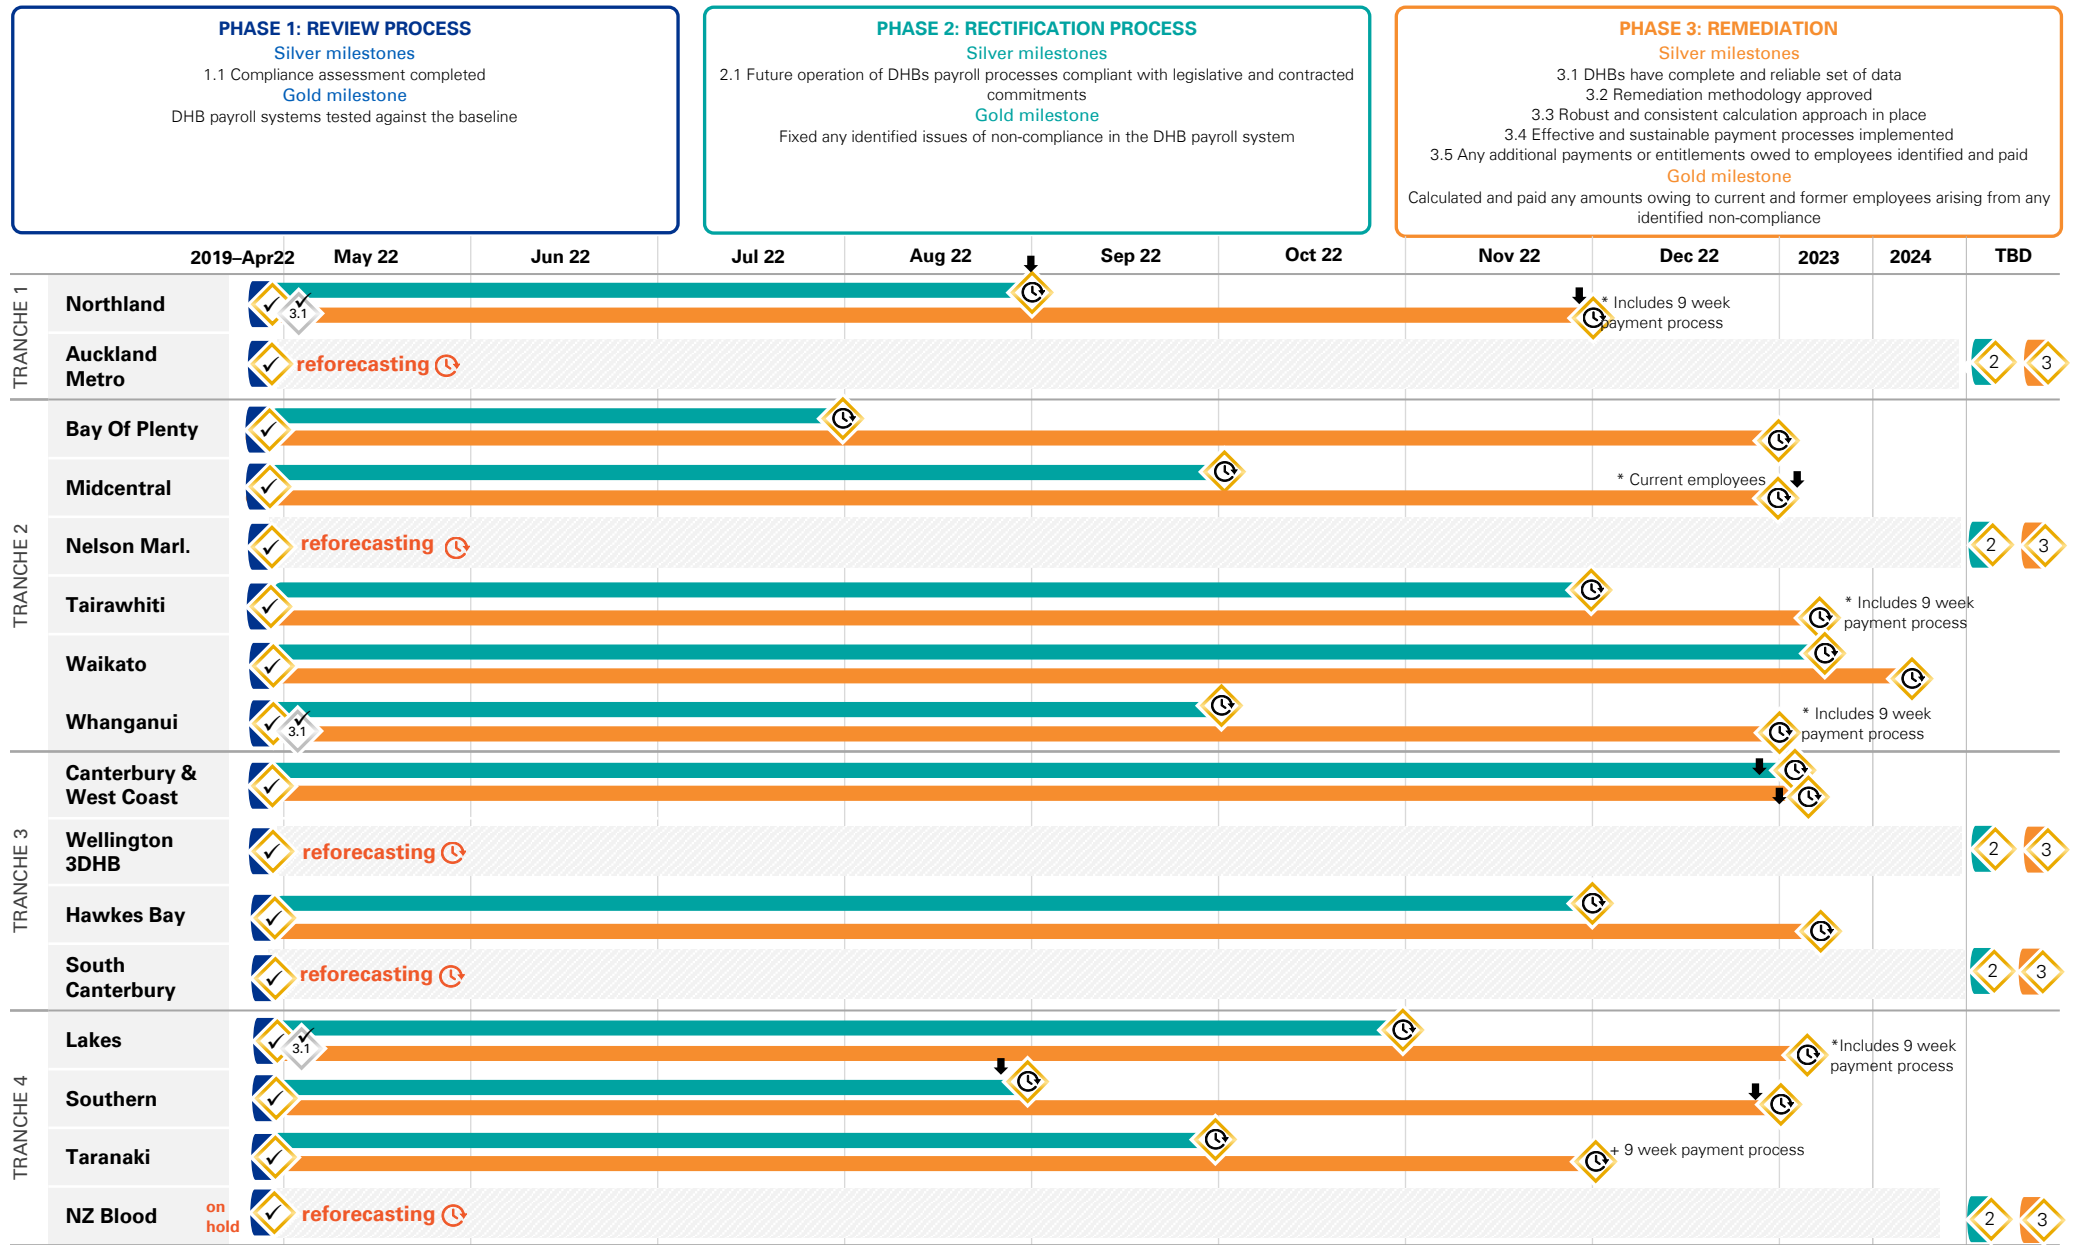 PHASE 1: REVIEW PROCESS
Silver milestones
1.1 Compliance assessment completed
Gold milestone
DHB payroll systems tested against the baseline
PHASE 2: RECTIFICATION PROCESS
Silver milestones
2.1 Future operation of DHBs payroll processes compliant with legislative and contracted
commitments
Gold milestone
Fixed any identified issues of non-compliance in the DHB payroll system
PHASE 3: REMEDIATION
Silver milestones
3.1 DHBs have complete and reliable set of data
3.2 Remediation methodology approved
3.3 Robust and consistent calculation approach in place
3.4 Effective and sustainable payment processes implemented
3.5 Any additional payments or entitlements owed to employees identified and paid
Gold milestone
Calculated and paid any amounts owing to current and former employees arising from any
identified non-compliance
2019–Apr22 May 22 Jun 22 Jul 22 Aug 22 Sep 22 Oct 22 Nov 22 Dec 22 2023 2024 TBD
TRANCHE 1
Northland
3.1
* Includes 9 week
payment process
Auckland
Metro
reforecasting
2 3
TRANCHE 2
Bay Of Plenty
Midcentral
* Current employees
Nelson Marl.
reforecasting
2 3
Tairawhiti
* Includes 9 week
payment process
Waikato
Whanganui
3.1
* Includes 9 week
payment process
TRANCHE 3
Canterbury &
West Coast
Wellington
3DHB
reforecasting
2 3
Hawkes Bay
South
Canterbury
reforecasting
2 3
TRANCHE 4
Lakes
3.1
*Includes 9 week
payment process
Southern
Taranaki
+ 9 week payment process
NZ Blood
on
hold
reforecasting
2 3